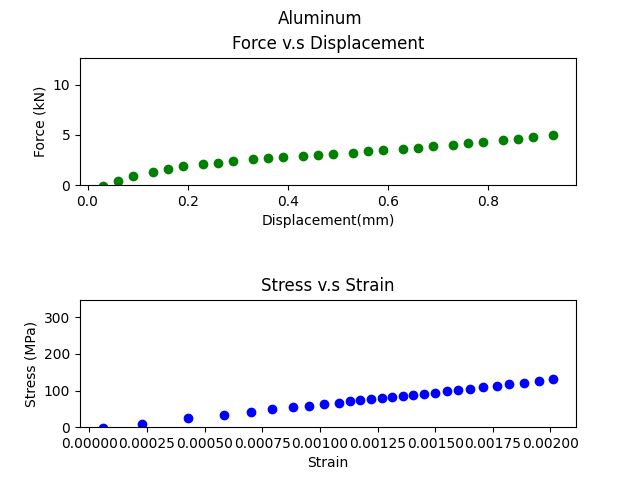 Aluminum
Force v.s Displacement
Force (kN)
10
5
0
0.0 0.2 0.4 0.6 0.8
Displacement(mm)
Stress v.s Strain
Stress (MPa)
300
200
100
0
0.00000 0.00025 0.00050 0.00075 0.00100 0.00125 0.00150 0.00175 0.00200
Strain